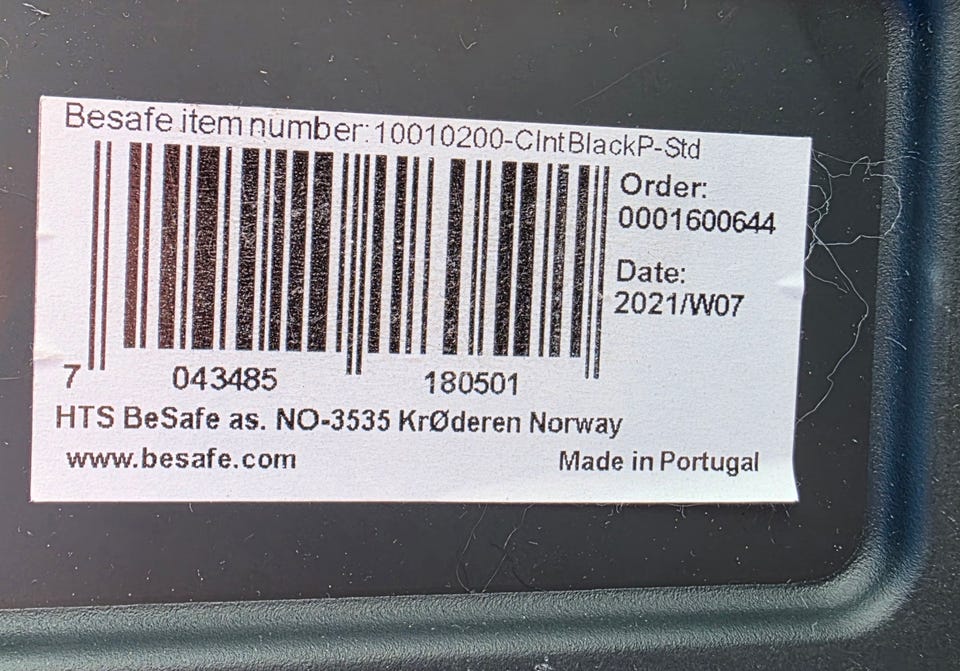 Besafe item number: 10010200-CIntBlackP-Std
Order:
0001600644
Date:
2021/W07
7 043485 180501
HTS BeSafe as. NO-3535 KrØderen Norway
www.besafe.com Made in Portugal